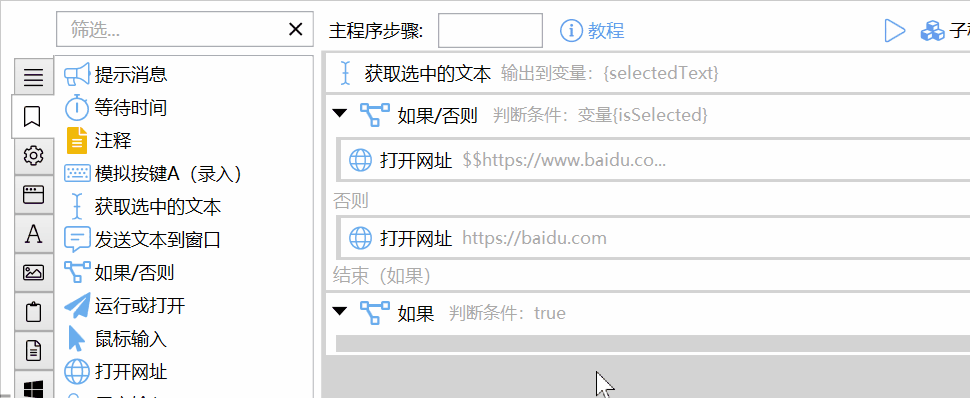 筛选...
主程序步骤:
教程
提示消息
等待时间
注释
模拟按键A（录入）
获取选中的文本
发送文本到窗口
如果/否则
运行或打开
鼠标输入
打开网址
获取选中的文本 输出到变量：{selectedText}
如果/否则 判断条件：变量{isSelected}
打开网址 $$https://www.baidu.co...
否则
打开网址 https://baidu.com
结束（如果）
如果 判断条件：true